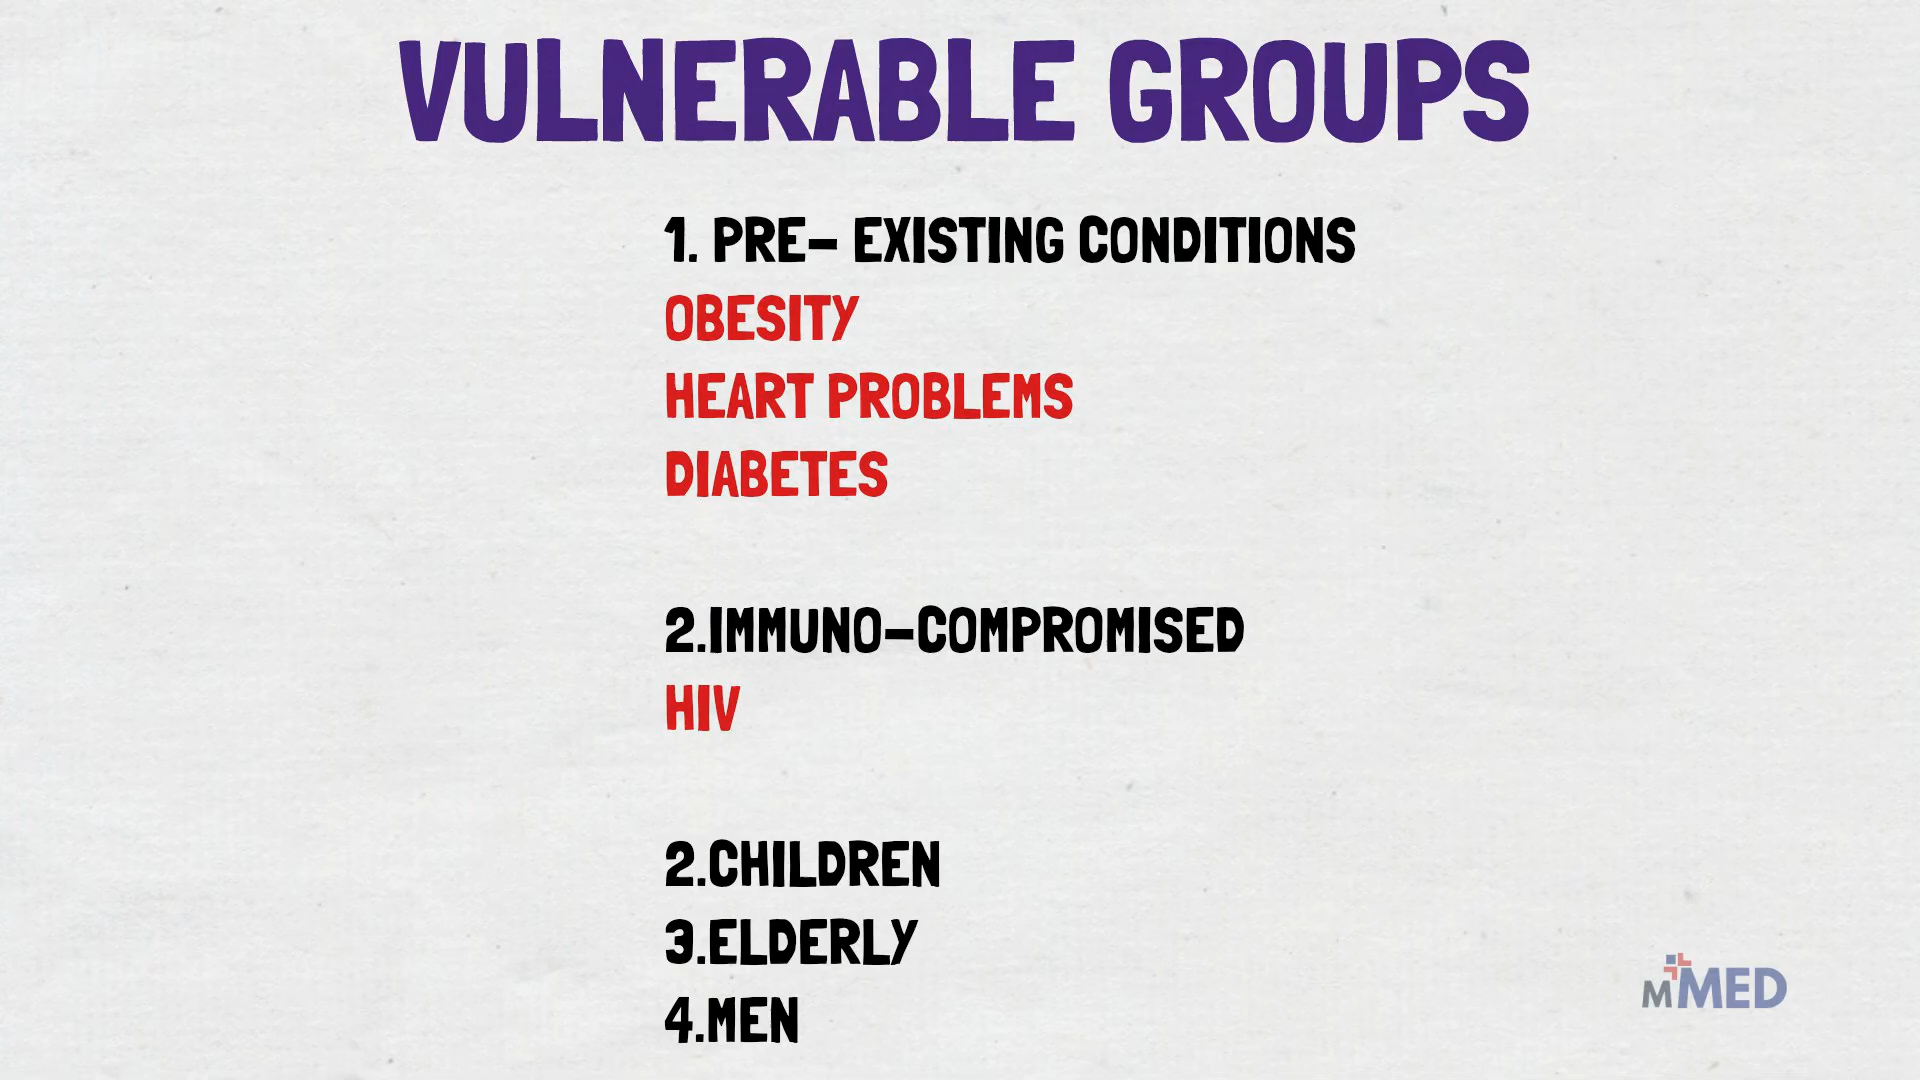 VULNERABLE GROUPS
1. PRE- EXISTING CONDITIONS
OBESITY
HEART PROBLEMS
DIABETES
2.IMMUNO-COMPROMISED
HIV
2.CHILDREN
3.ELDERLY
4.MEN
MMED